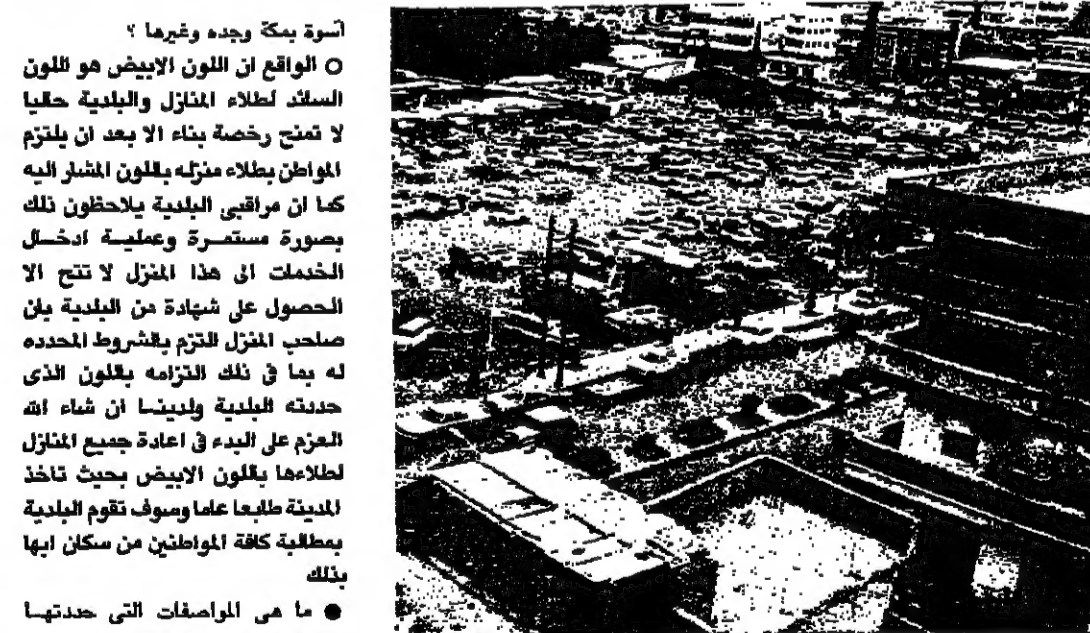 أسوة بمكة وجده وغيرها ؟
○ الواقع ان اللون الابيض هو اللون
السائد لطلاء المنازل والبلدية حاليا
لا تمنح رخصة بناء الا بعد ان يلتزم
المواطن بطلاء منزله باللون المشار اليه
كما ان مراقبى البلدية يلاحظون ذلك
بصورة مستمرة وعملية ادخال
الخدمات الى هذا المنزل لا تتح الا
الحصول على شهادة من البلدية بان
صاحب المنزل التزم بالشروط المحدده
له بما في ذلك التزامه باللون الذى
حددته البلدية ولدينا ان شاء الله
العزم على البدء في اعادة جميع المنازل
لطلاءها باللون الابيض بحيث تاخذ
المدينة طابعا عاما وسوف تقوم البلدية
بمطالبة كافة المواطنين من سكان ابها
بذلك
● ما هى المواصفات التى حددتها